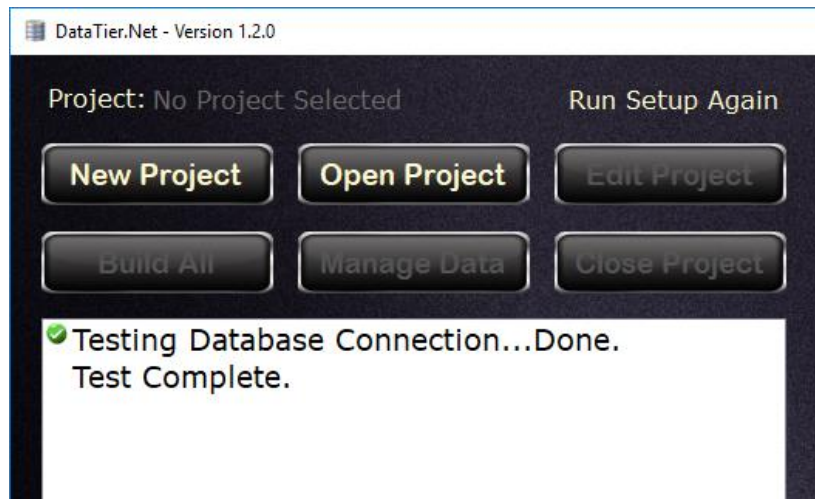 DataTier.Net - Version 1.2.0
Project: No Project Selected Run Setup Again
New Project Open Project Edit Project
Build All Manage Data Close Project
Testing Database Connection...Done.
Test Complete.